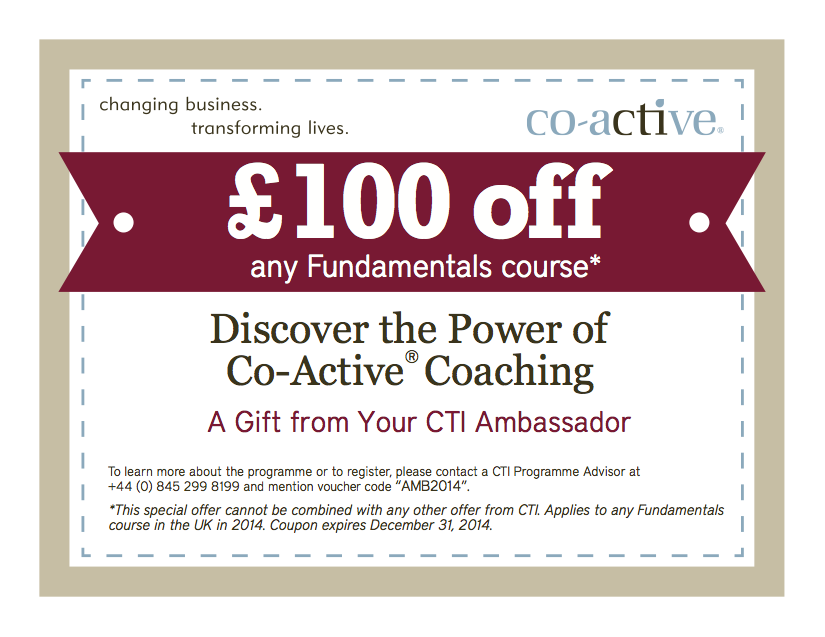 changing business.
transforming lives.
co-active®
£100 off
any Fundamentals course*
Discover the Power of
Co-Active® Coaching
A Gift from Your CTI Ambassador
To learn more about the programme or to register, please contact a CTI Programme Advisor at
+44 (0) 845 299 8199 and mention voucher code “AMB2014”.
*This special offer cannot be combined with any other offer from CTI. Applies to any Fundamentals
course in the UK in 2014. Coupon expires December 31, 2014.